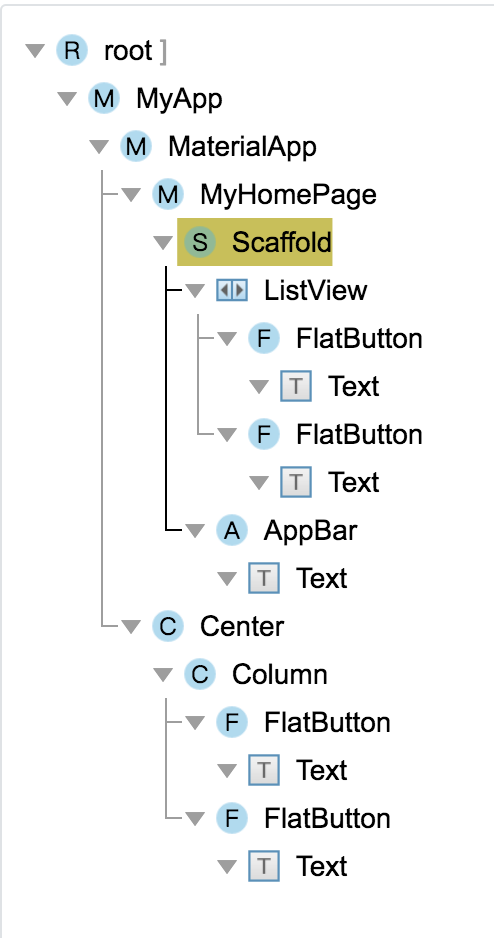 R root ]
M MyApp
M MaterialApp
M MyHomePage
S Scaffold
ListView
F FlatButton
T Text
F FlatButton
T Text
A AppBar
T Text
C Center
C Column
F FlatButton
T Text
F FlatButton
T Text